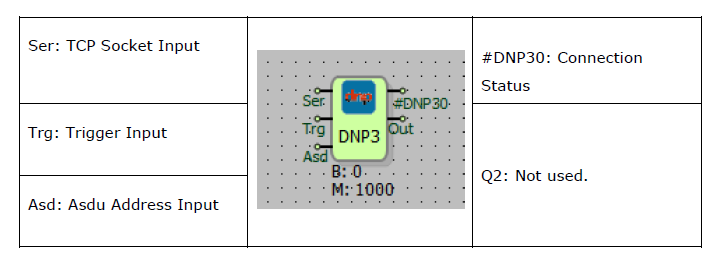 Ser: TCP Socket Input
Trg: Trigger Input
Asd: Asdu Address Input
Ser
Trg
Asd
dnp
DNP3
#DNP30
Out
B: 0
M: 1000
#DNP30: Connection
Status
Q2: Not used.